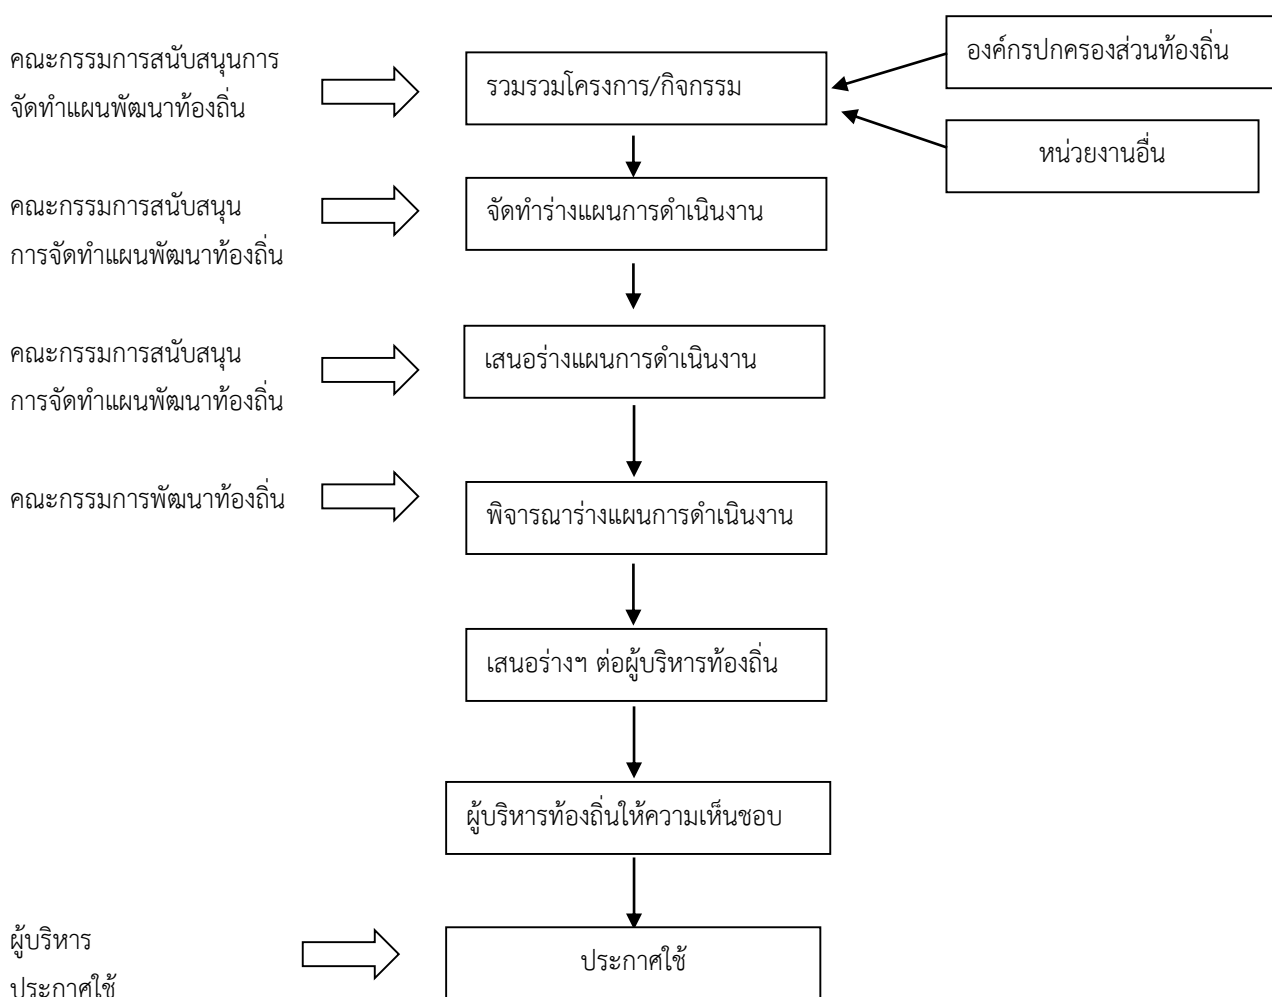 องค์กรปกครองส่วนท้องถิ่น
คณะกรรมการสนับสนุนการ
จัดทำแผนพัฒนาท้องถิ่น
รวมรวมโครงการ/กิจกรรม
หน่วยงานอื่น
คณะกรรมการสนับสนุน
การจัดทำแผนพัฒนาท้องถิ่น
จัดทำร่างแผนการดำเนินงาน
คณะกรรมการสนับสนุน
การจัดทำแผนพัฒนาท้องถิ่น
เสนอร่างแผนการดำเนินงาน
คณะกรรมการพัฒนาท้องถิ่น
พิจารณาร่างแผนการดำเนินงาน
เสนอร่างฯ ต่อผู้บริหารท้องถิ่น
ผู้บริหารท้องถิ่นให้ความเห็นชอบ
ผู้บริหาร
ประกาศใช้
ประกาศใช้